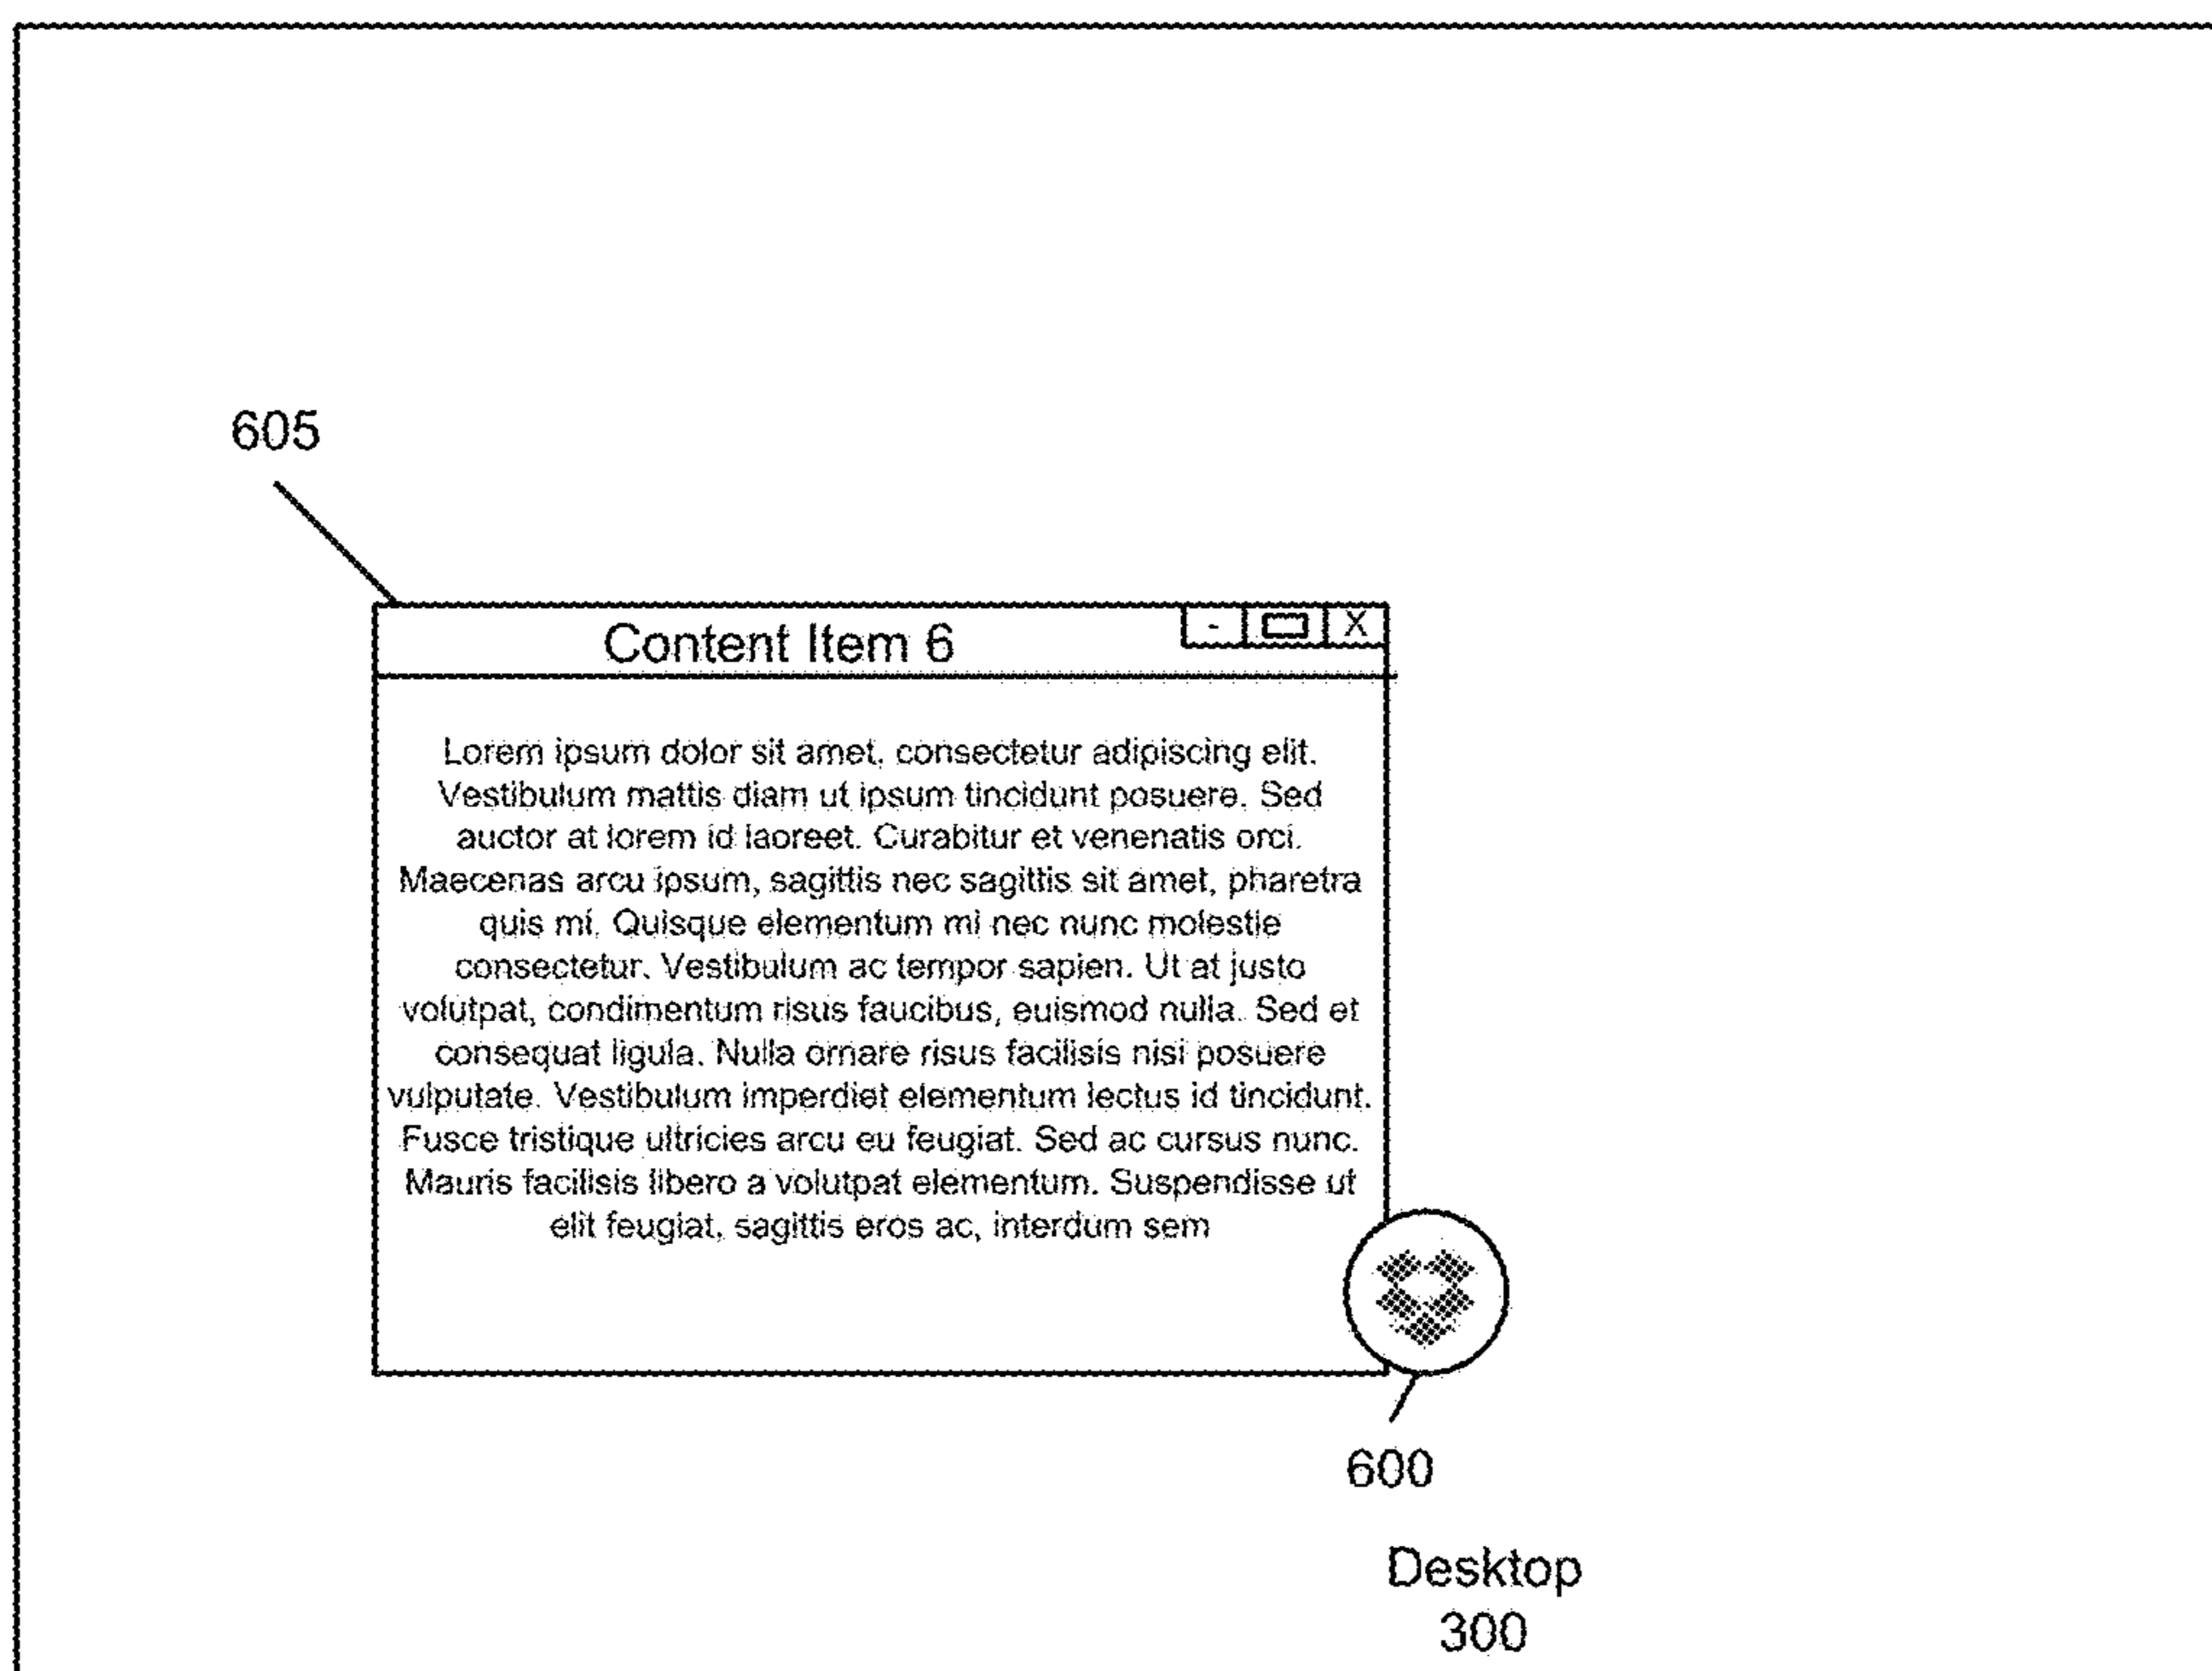 605
Content Item 6
- X
Lorem ipsum dolor sit amet, consectetur adipiscing elit.
Vestibulum mattis diam ut ipsum tincidunt posuere. Sed
auctor at lorem id laoreet. Curabitur et venenatis orci.
Maecenas arcu ipsum, sagittis nec sagittis sit amet, pharetra
quis mi. Quisque elementum mi nec nunc molestie
consectetur. Vestibulum ac tempor sapien. Ut at justo
volutpat, condimentum risus faucibus, euismod nulla. Sed et
consequat ligula. Nulla ornare risus facilisis nisi posuere
vulputate. Vestibulum imperdiet elementum lectus id tincidunt.
Fusce tristique ultricies arcu eu feugiat. Sed ac cursus nunc.
Mauris facilisis libero a volutpat elementum. Suspendisse ut
elit feugiat, sagittis eros ac, interdum sem
600
Desktop
300